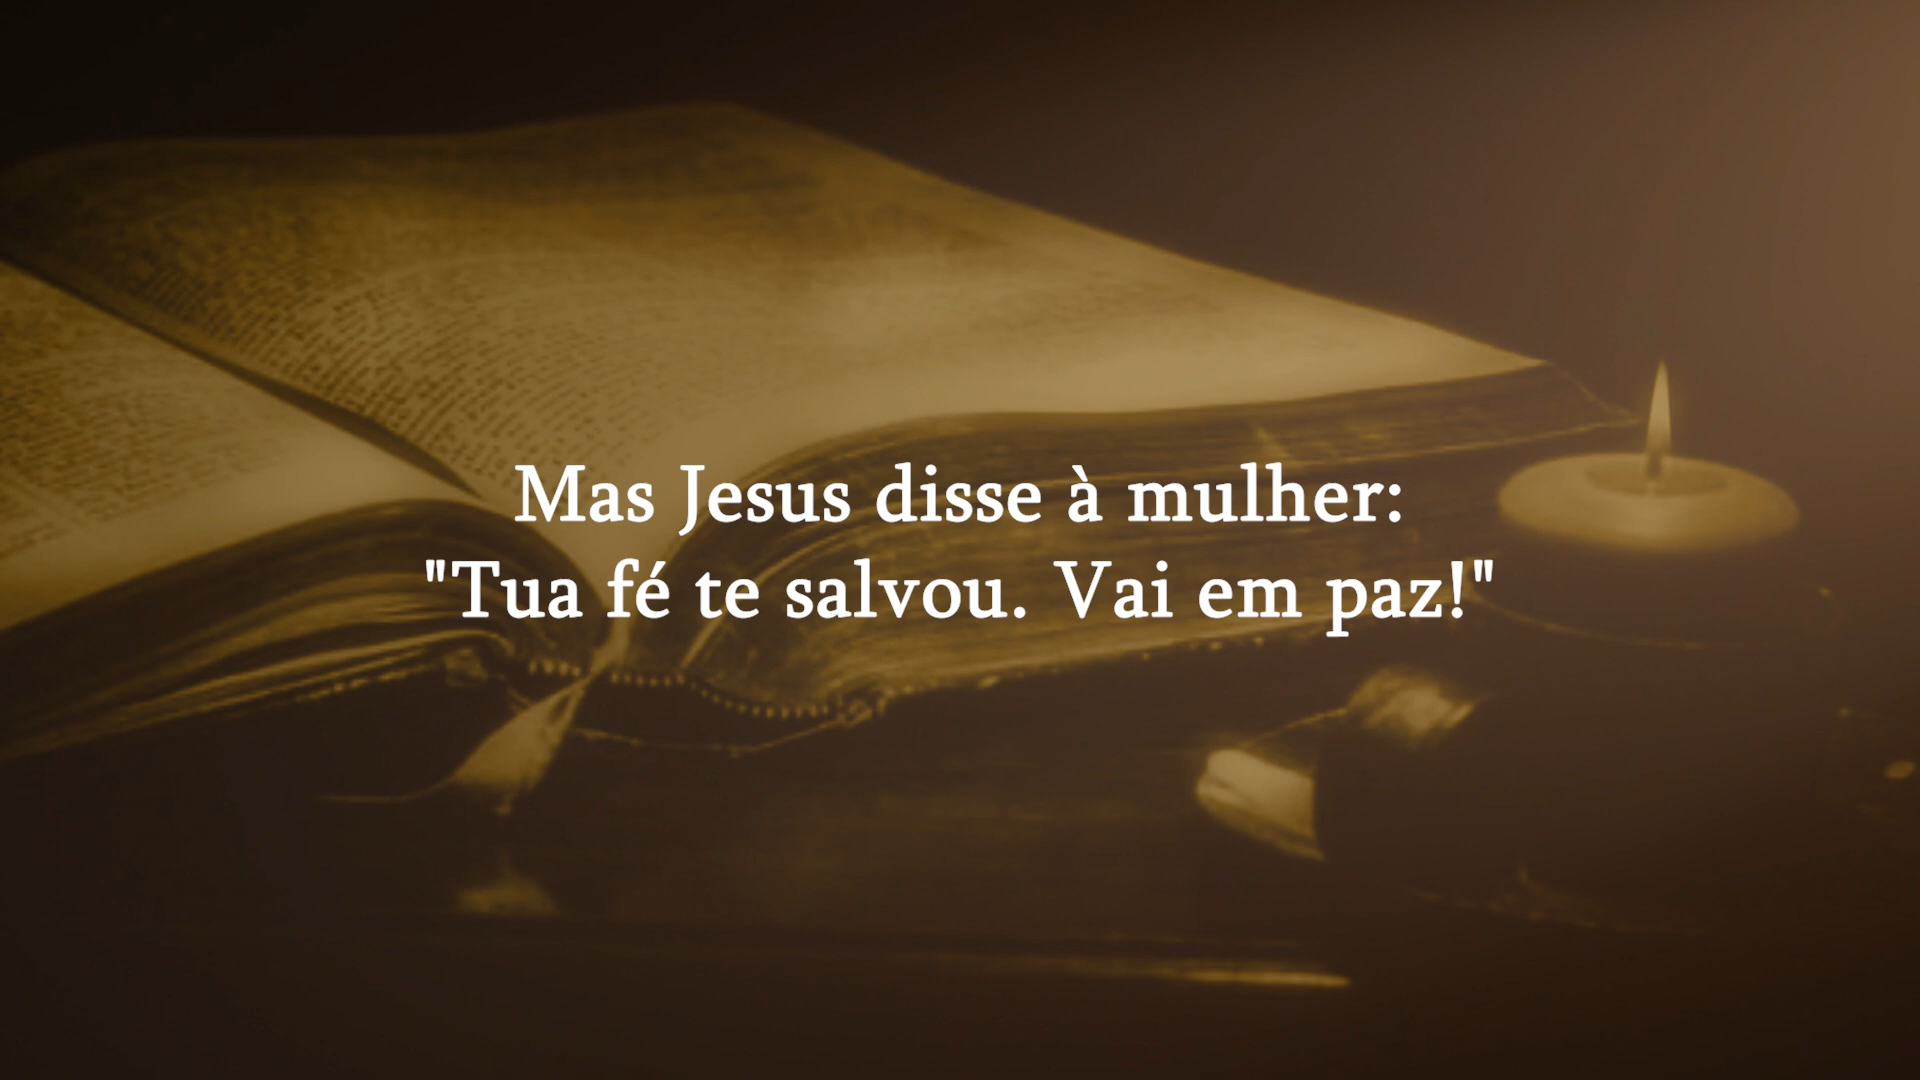 Mas Jesus disse à mulher:
"Tua fé te salvou. Vai em paz!"